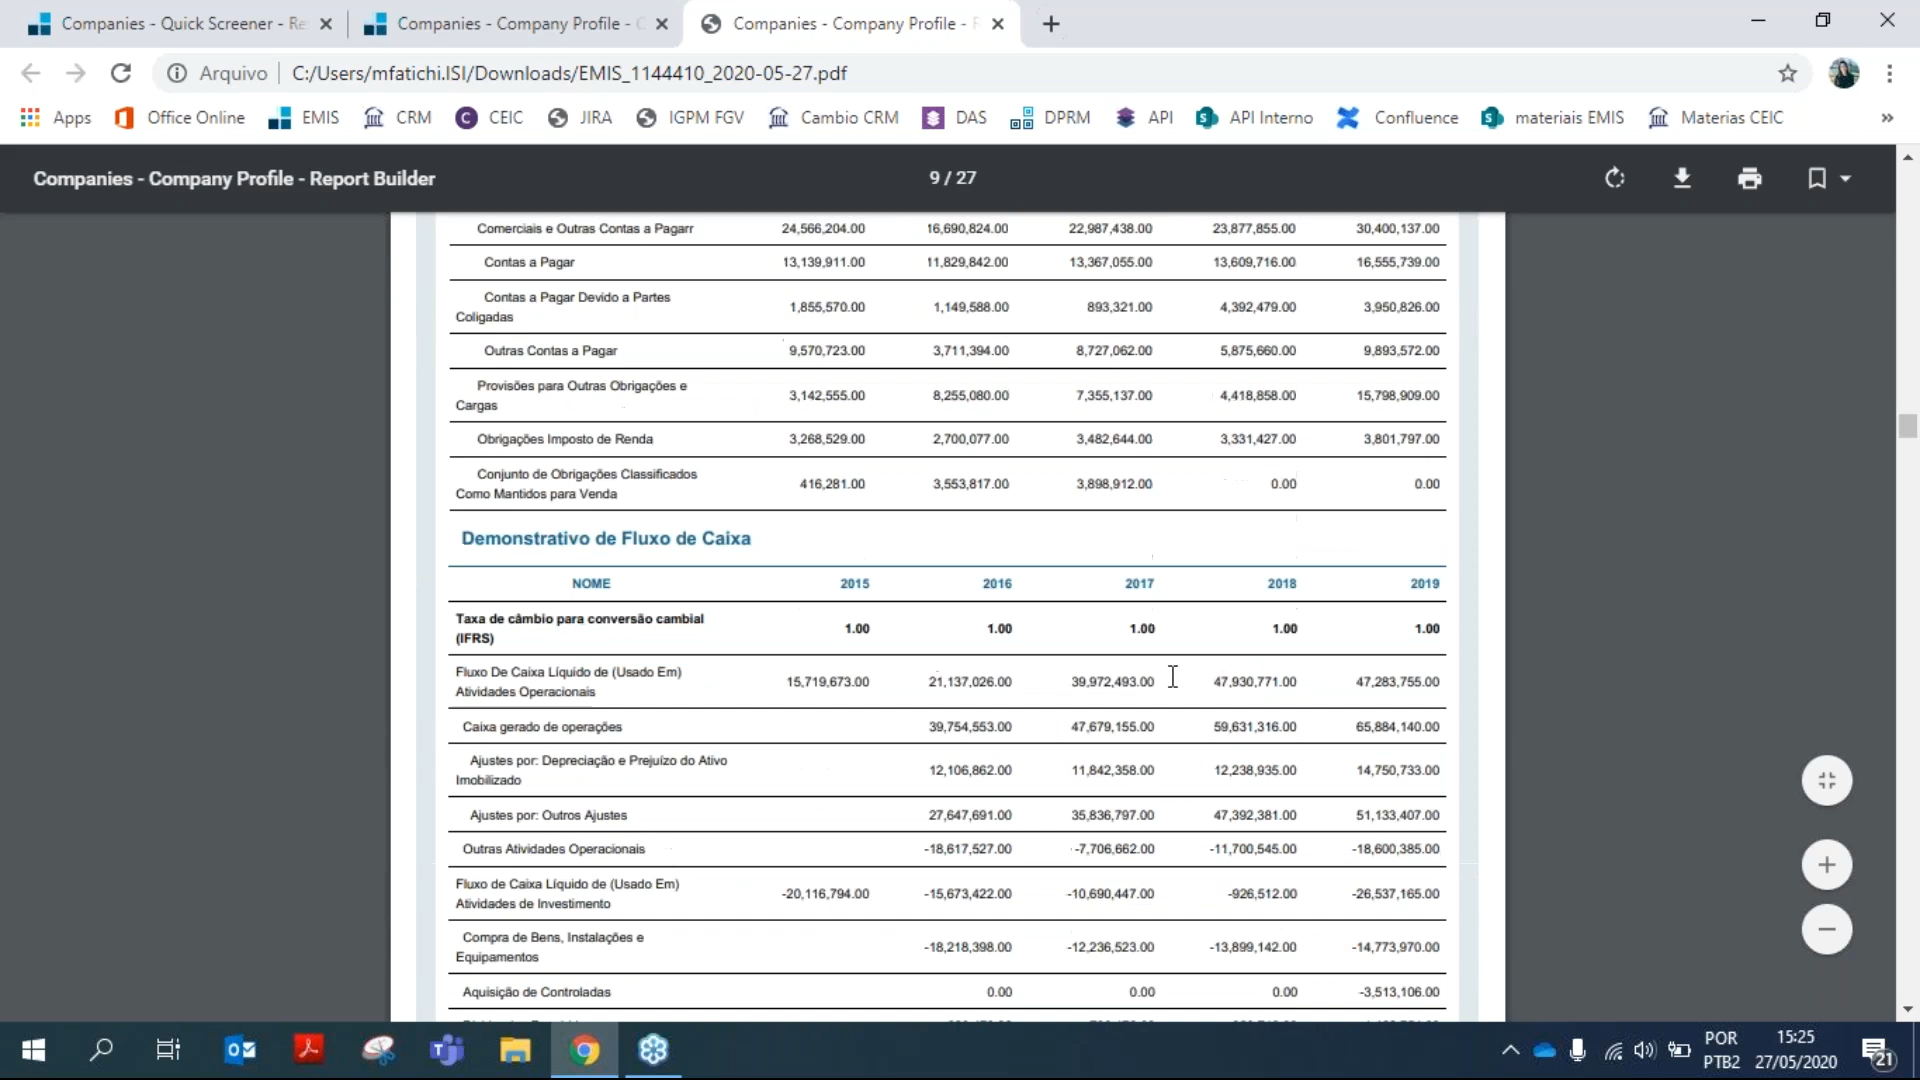 Companies - Quick Screener - Re
Companies - Company Profile - C
Companies - Company Profile - R
Arquivo
C:/Users/mfatichi.ISI/Downloads/EMIS_1144410_2020-05-27.pdf
Apps
Office Online
EMIS
CRM
CEIC
JIRA
IGPM FGV
Cambio CRM
DAS
DPRM
API
API Interno
Confluence
materiais EMIS
Materias CEIC
»
Companies - Company Profile - Report Builder
9 / 27
Comerciais e Outras Contas a Pagarr 24,566,204.00 16,690,824.00 22,987,438.00 23,877,855.00 30,400,137.00
Contas a Pagar 13,139,911.00 11,829,842.00 13,367,055.00 13,609,716.00 16,555,739.00
Contas a Pagar Devido a Partes
Coligadas 1,855,570.00 1,149,588.00 893,321.00 4,392,479.00 3,950,826.00
Outras Contas a Pagar 9,570,723.00 3,711,394.00 8,727,062.00 5,875,660.00 9,893,572.00
Provisões para Outras Obrigações e
Cargas 3,142,555.00 8,255,080.00 7,355,137.00 4,418,858.00 15,798,909.00
Obrigações Imposto de Renda 3,268,529.00 2,700,077.00 3,482,644.00 3,331,427.00 3,801,797.00
Conjunto de Obrigações Classificados
Como Mantidos para Venda 416,281.00 3,553,817.00 3,898,912.00 0.00 0.00
Demonstrativo de Fluxo de Caixa
NOME 2015 2016 2017 2018 2019
Taxa de câmbio para conversão cambial
(IFRS) 1.00 1.00 1.00 1.00 1.00
Fluxo De Caixa Líquido de (Usado Em)
Atividades Operacionais 15,719,673.00 21,137,026.00 39,972,493.00 47,930,771.00 47,283,755.00
Caixa gerado de operações 39,754,553.00 47,679,155.00 59,631,316.00 65,884,140.00
Ajustes por: Depreciação e Prejuízo do Ativo
Imobilizado 12,106,862.00 11,842,358.00 12,238,935.00 14,750,733.00
Ajustes por: Outros Ajustes 27,647,691.00 35,836,797.00 47,392,381.00 51,133,407.00
Outras Atividades Operacionais -18,617,527.00 -7,706,662.00 -11,700,545.00 -18,600,385.00
Fluxo de Caixa Líquido de (Usado Em)
Atividades de Investimento -20,116,794.00 -15,673,422.00 -10,690,447.00 -926,512.00 -26,537,165.00
Compra de Bens, Instalações e
Equipamentos -18,218,398.00 -12,236,523.00 -13,899,142.00 -14,773,970.00
Aquisição de Controladas 0.00 0.00 0.00 -3,513,106.00
POR
PTB2
15:25
27/05/2020
21